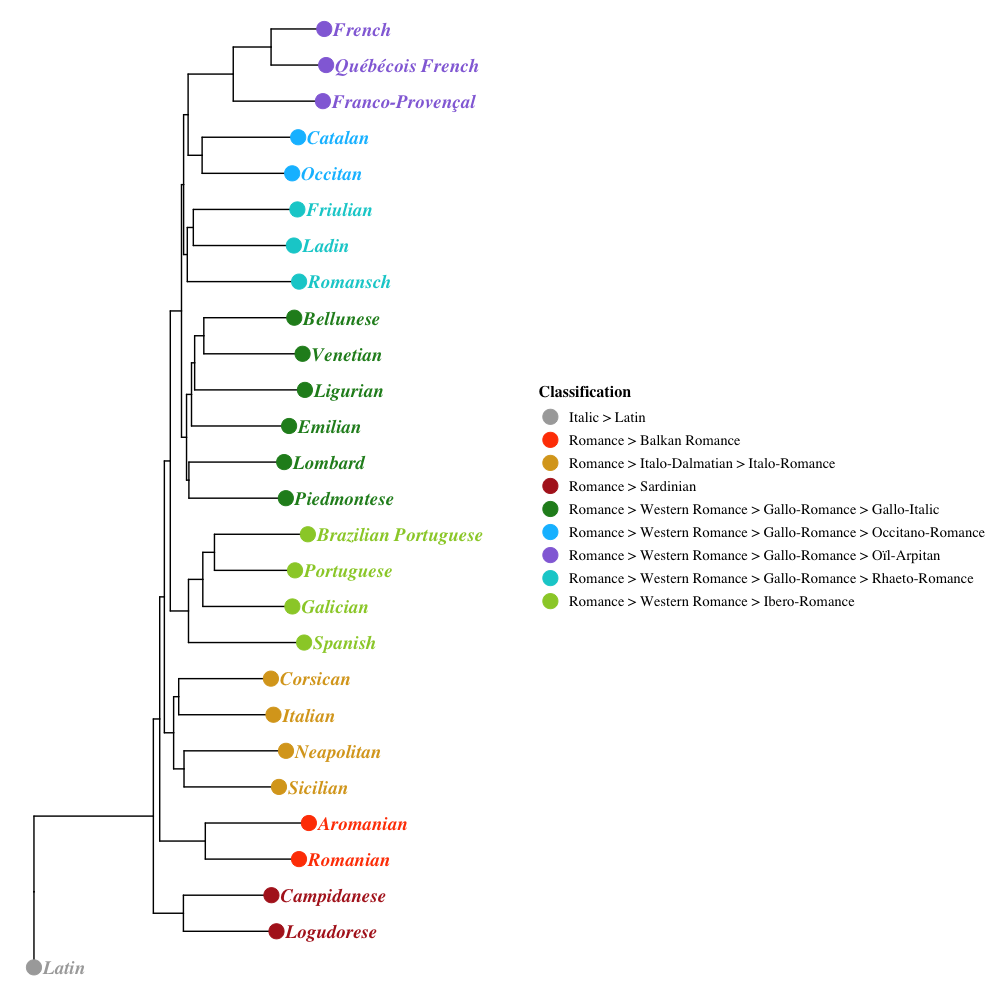 French
Québécois French
Franco-Provençal
Catalan
Occitan
Friulian
Ladin
Romansch
Bellunese
Venetian
Ligurian
Emilian
Lombard
Piedmontese
Brazilian Portuguese
Portuguese
Galician
Spanish
Corsican
Italian
Neapolitan
Sicilian
Aromanian
Romanian
Campidanese
Logudorese
Latin
Classification
Italic > Latin
Romance > Balkan Romance
Romance > Italo-Dalmatian > Italo-Romance
Romance > Sardinian
Romance > Western Romance > Gallo-Romance > Gallo-Italic
Romance > Western Romance > Gallo-Romance > Occitano-Romance
Romance > Western Romance > Gallo-Romance > Oïl-Arpitan
Romance > Western Romance > Gallo-Romance > Rhaeto-Romance
Romance > Western Romance > Ibero-Romance